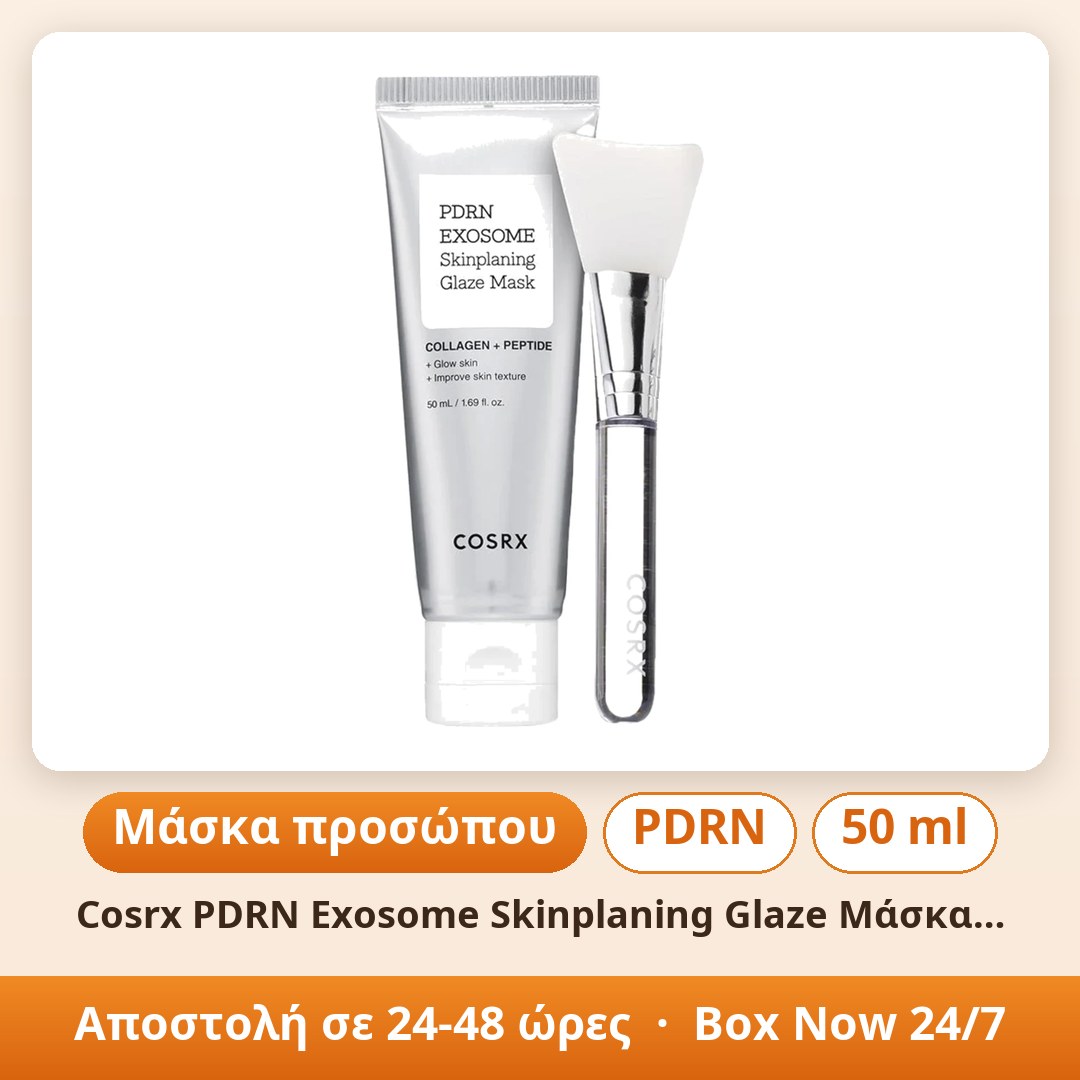 PDRN
EXOSOME
Skinplaning
Glaze Mask
COLLAGEN + PEPTIDE
+ Glow skin
+ Improve skin texture
50 mL / 1.69 fl. oz.
COSRX
COSRX
Μάσκα προσώπου
PDRN
50 ml
Cosrx PDRN Exosome Skinplaning Glaze Μάσκα...
Αποστολή σε 24-48 ώρες · Box Now 24/7